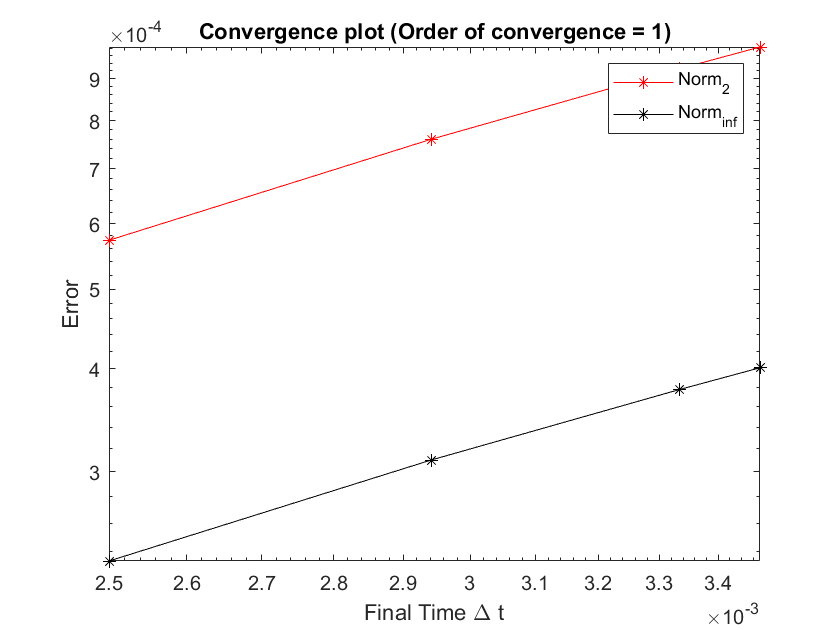 ×10⁻⁴
Convergence plot (Order of convergence = 1)
Norm₂
Norm_inf
9
8
7
6
5
4
3
Error
2.5 2.6 2.7 2.8 2.9 3 3.1 3.2 3.3 3.4
Final Time Δ t
×10⁻³